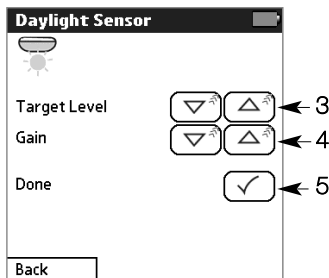 Daylight Sensor
Target Level 3
Gain 4
Done 5
Back